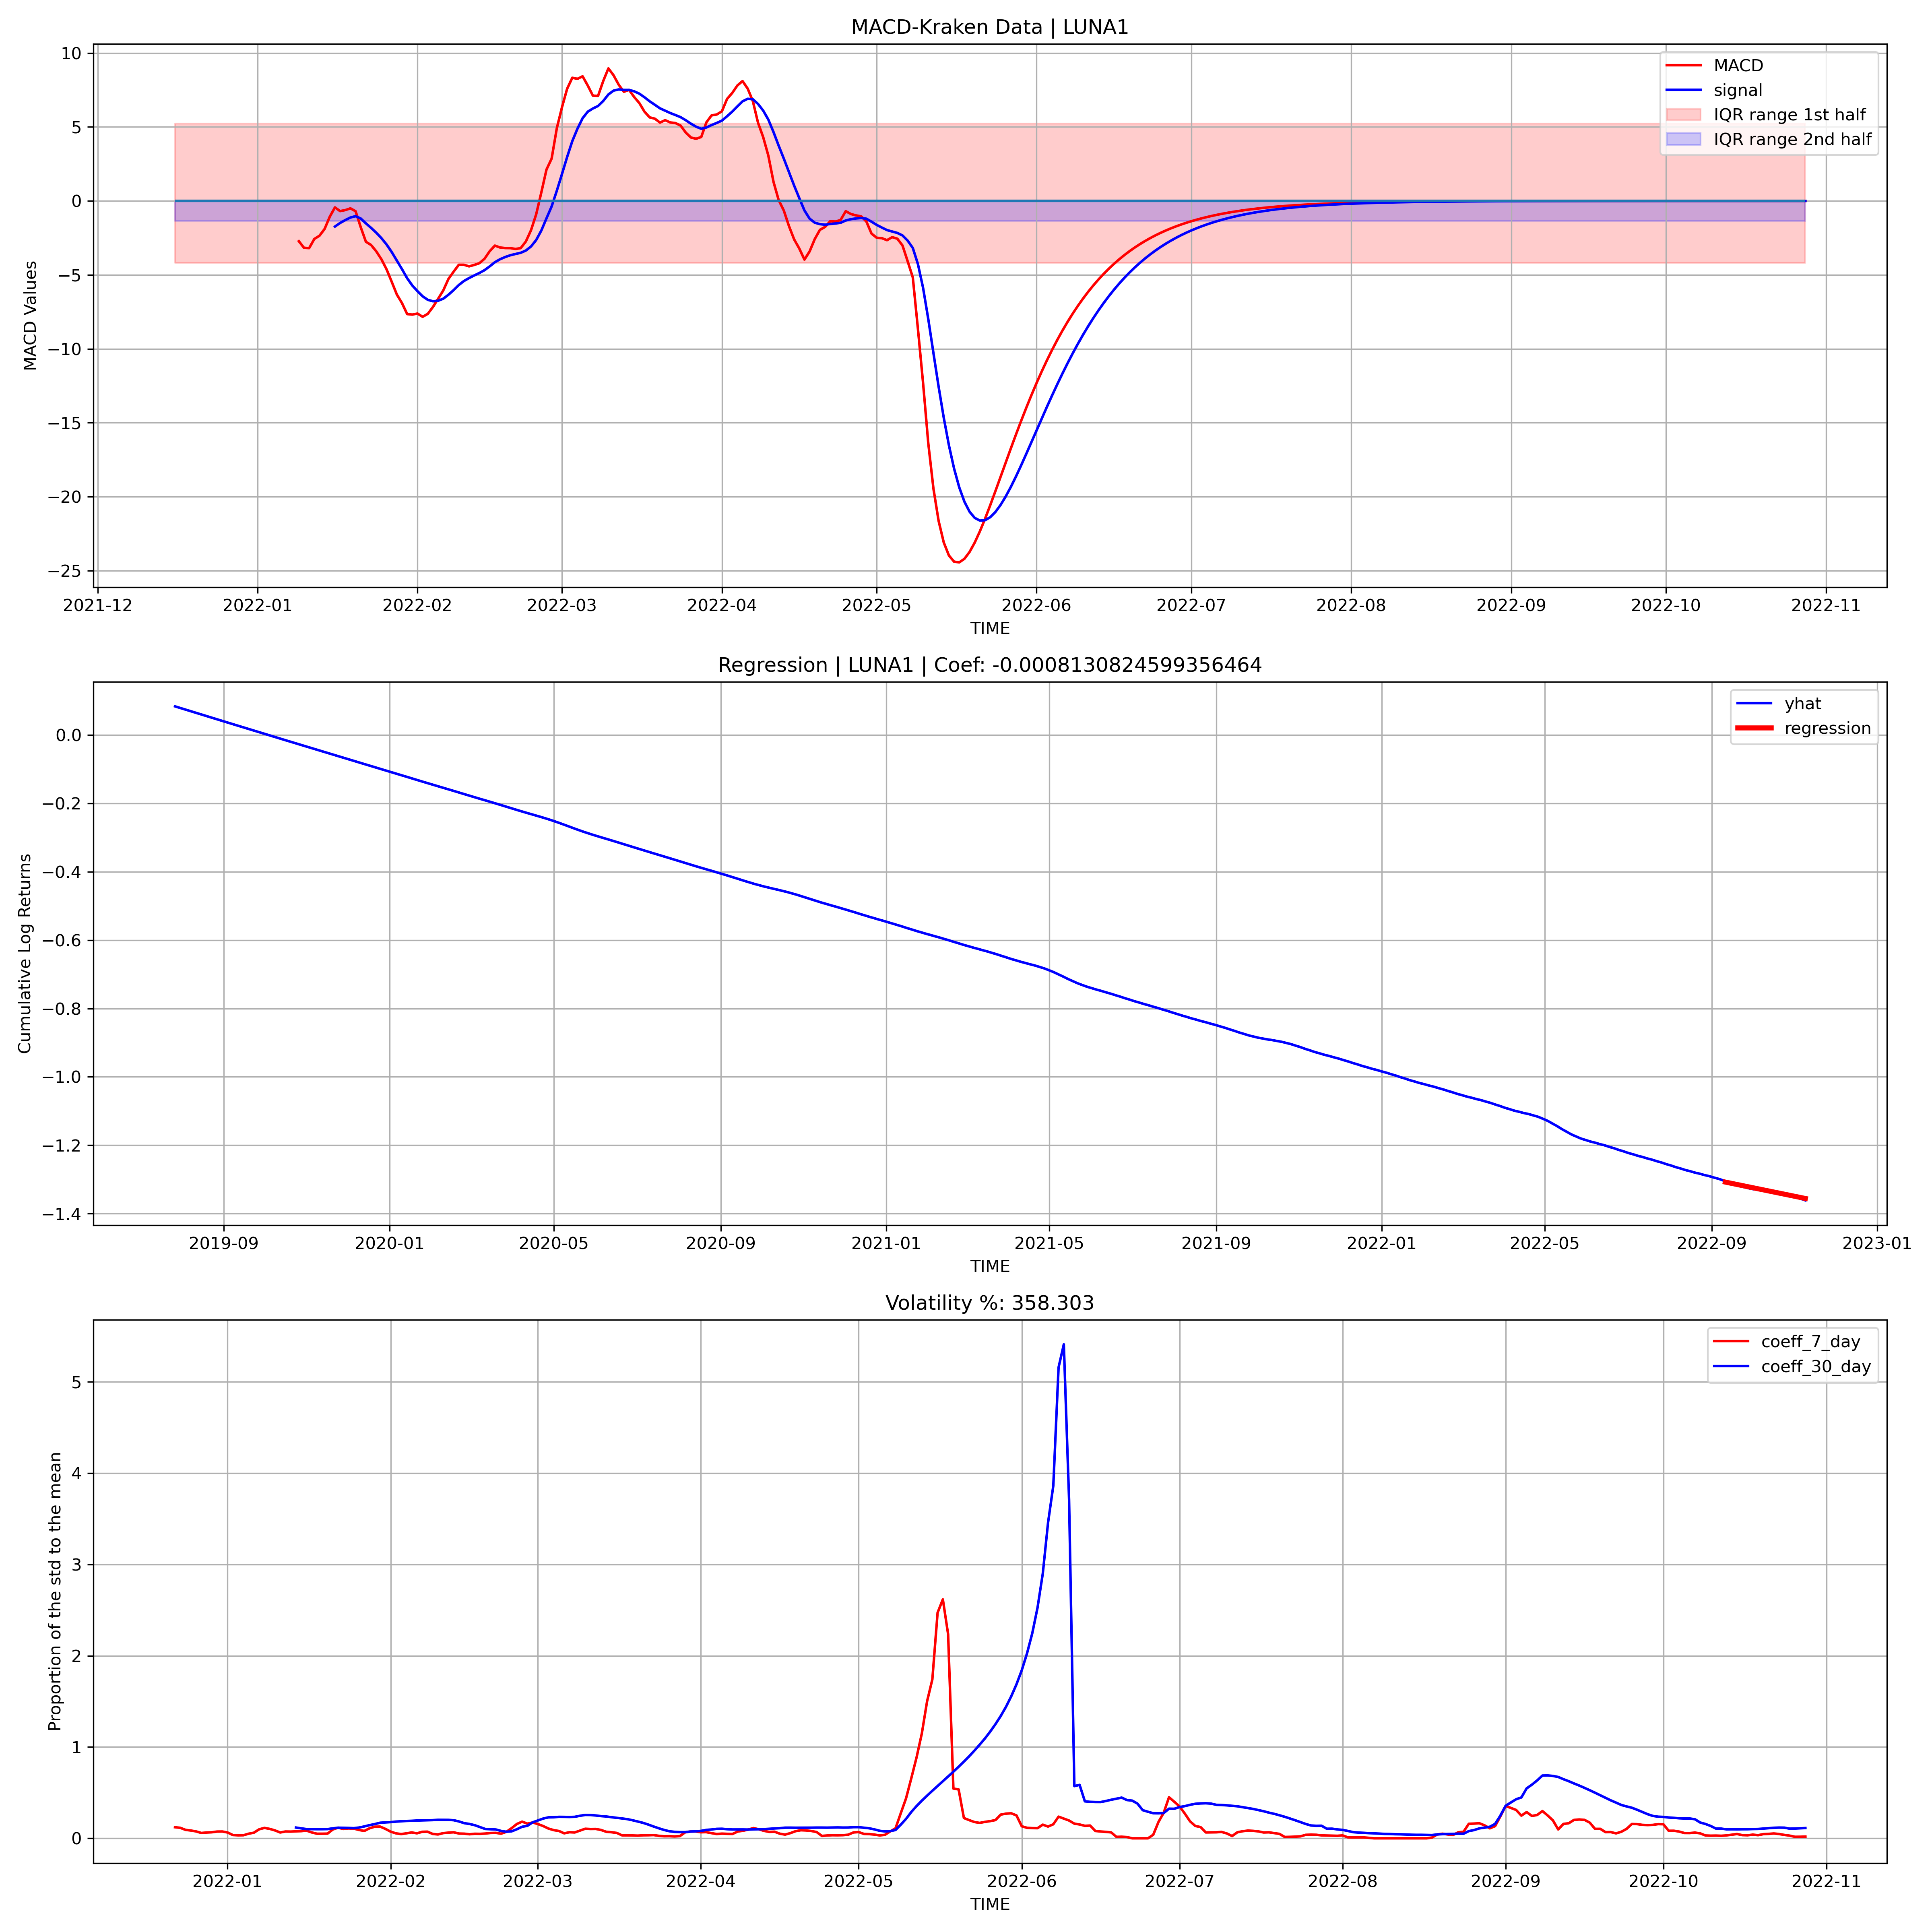 MACD-Kraken Data | LUNA1
MACD Values
10
5
0
−5
−10
−15
−20
−25
MACD
signal
IQR range 1st half
IQR range 2nd half
2021-12 2022-01 2022-02 2022-03 2022-04 2022-05 2022-06 2022-07 2022-08 2022-09 2022-10 2022-11
TIME
Regression | LUNA1 | Coef: -0.0008130824599356464
Cumulative Log Returns
0.0
−0.2
−0.4
−0.6
−0.8
−1.0
−1.2
−1.4
yhat
regression
2019-09 2020-01 2020-05 2020-09 2021-01 2021-05 2021-09 2022-01 2022-05 2022-09 2023-01
TIME
Volatility %: 358.303
Proportion of the std to the mean
5
4
3
2
1
0
coeff_7_day
coeff_30_day
2022-01 2022-02 2022-03 2022-04 2022-05 2022-06 2022-07 2022-08 2022-09 2022-10 2022-11
TIME